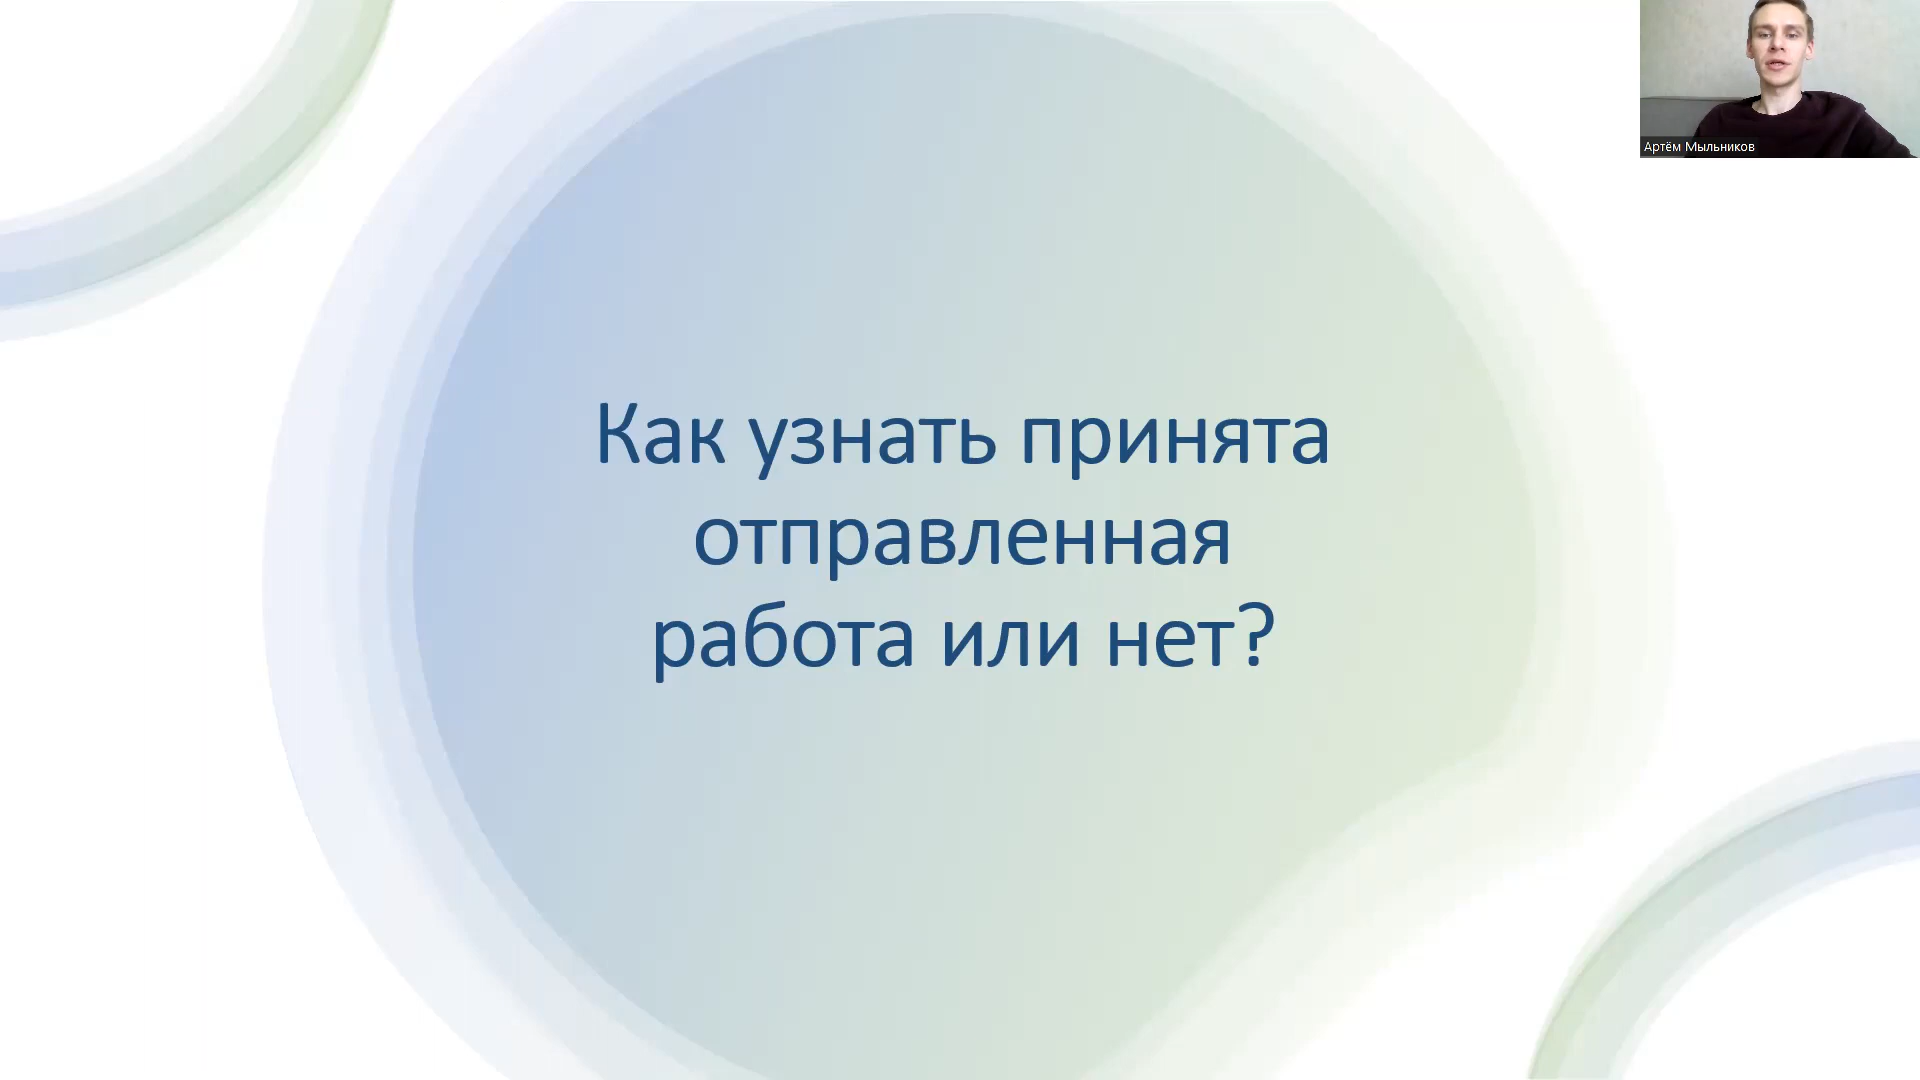 Артём Мыльников
Как узнать принята
отправленная
работа или нет?